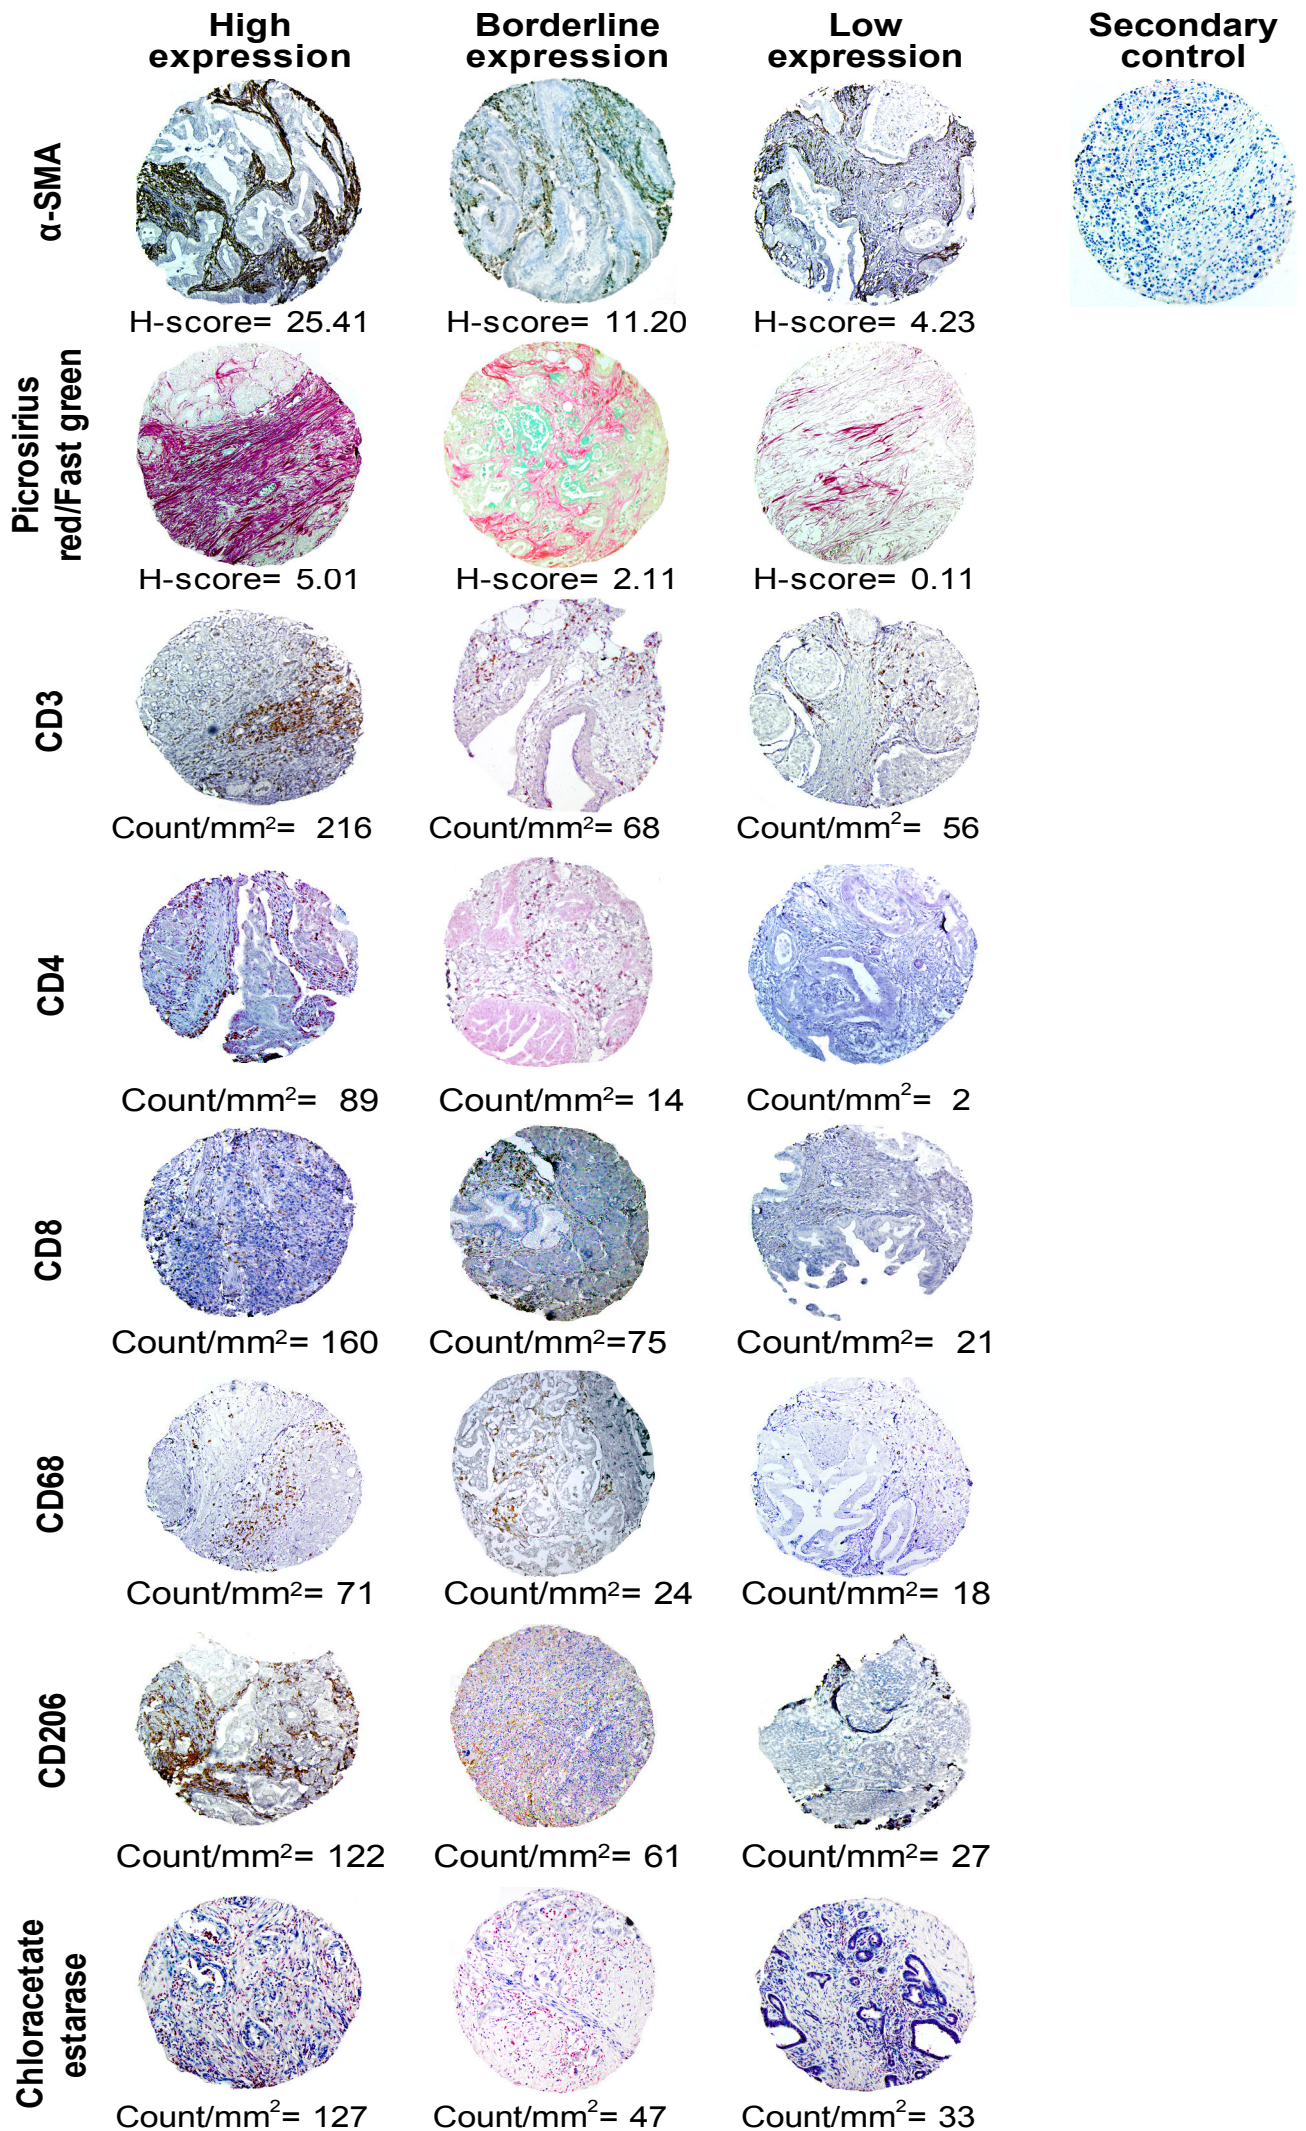 High
expression
Borderline
expression
Low
expression
Secondary
control
α-SMA
H-score= 25.41
H-score= 11.20
H-score= 4.23
Picrosirius
red/Fast green
H-score= 5.01
H-score= 2.11
H-score= 0.11
CD3
Count/mm²= 216
Count/mm²= 68
Count/mm²= 56
CD4
Count/mm²= 89
Count/mm²= 14
Count/mm²= 2
CD8
Count/mm²= 160
Count/mm²=75
Count/mm²= 21
CD68
Count/mm²= 71
Count/mm²= 24
Count/mm²= 18
CD206
Count/mm²= 122
Count/mm²= 61
Count/mm²= 27
Chloracetate
estarase
Count/mm²= 127
Count/mm²= 47
Count/mm²= 33